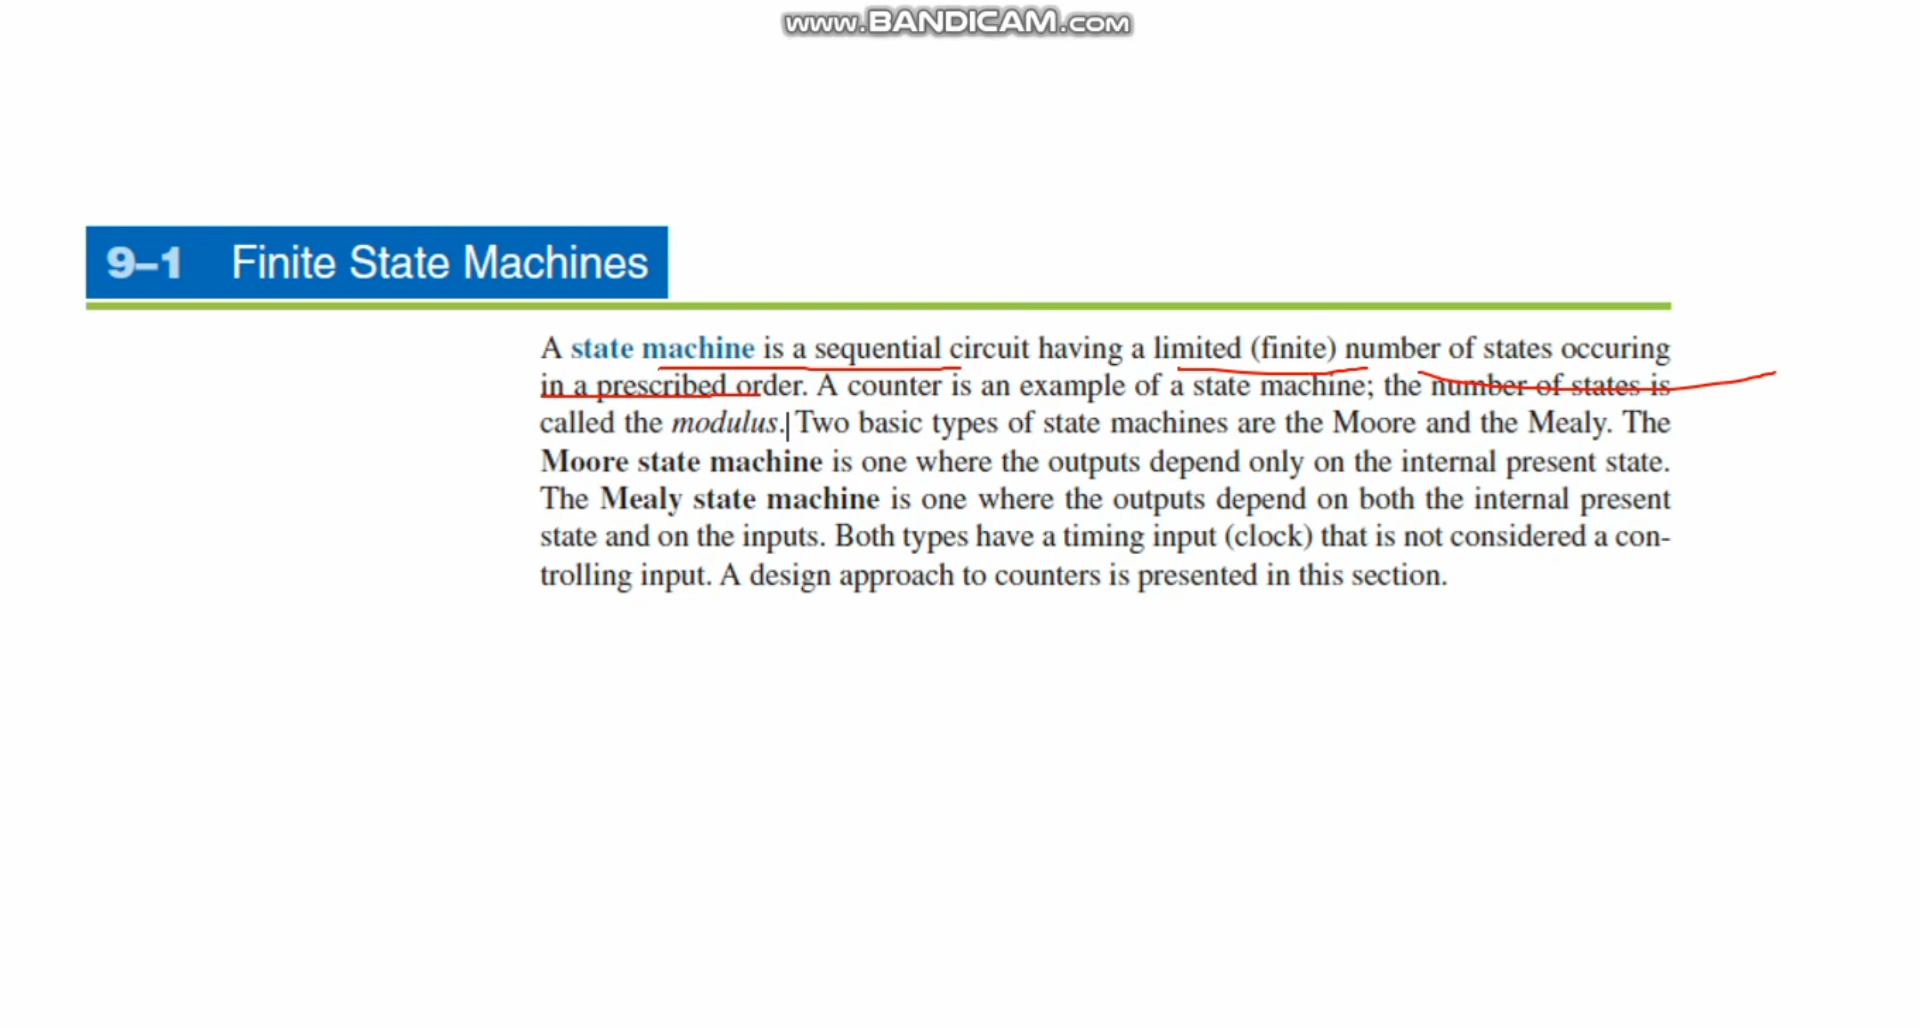 www.BANDICAM.com
9–1 Finite State Machines
A state machine is a sequential circuit having a limited (finite) number of states occuring
in a prescribed order. A counter is an example of a state machine; the number of states is
called the modulus. Two basic types of state machines are the Moore and the Mealy. The
Moore state machine is one where the outputs depend only on the internal present state.
The Mealy state machine is one where the outputs depend on both the internal present
state and on the inputs. Both types have a timing input (clock) that is not considered a con-
trolling input. A design approach to counters is presented in this section.